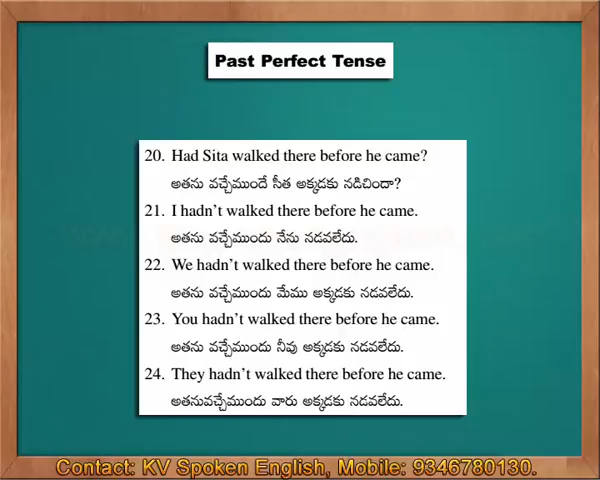 Past Perfect Tense
20. Had Sita walked there before he came?
అతను వచ్చేముందే సీత అక్కడకు నడిచిందా?
21. I hadn't walked there before he came.
అతను వచ్చేముందు నేను నడవలేదు.
22. We hadn't walked there before he came.
అతను వచ్చేముందు మేము అక్కడకు నడవలేదు.
23. You hadn't walked there before he came.
అతను వచ్చేముందు నీవు అక్కడకు నడవలేదు.
24. They hadn't walked there before he came.
అతనువచ్చేముందు వారు అక్కడకు నడవలేదు.
Contact: KV Spoken English, Mobile: 9346780130.